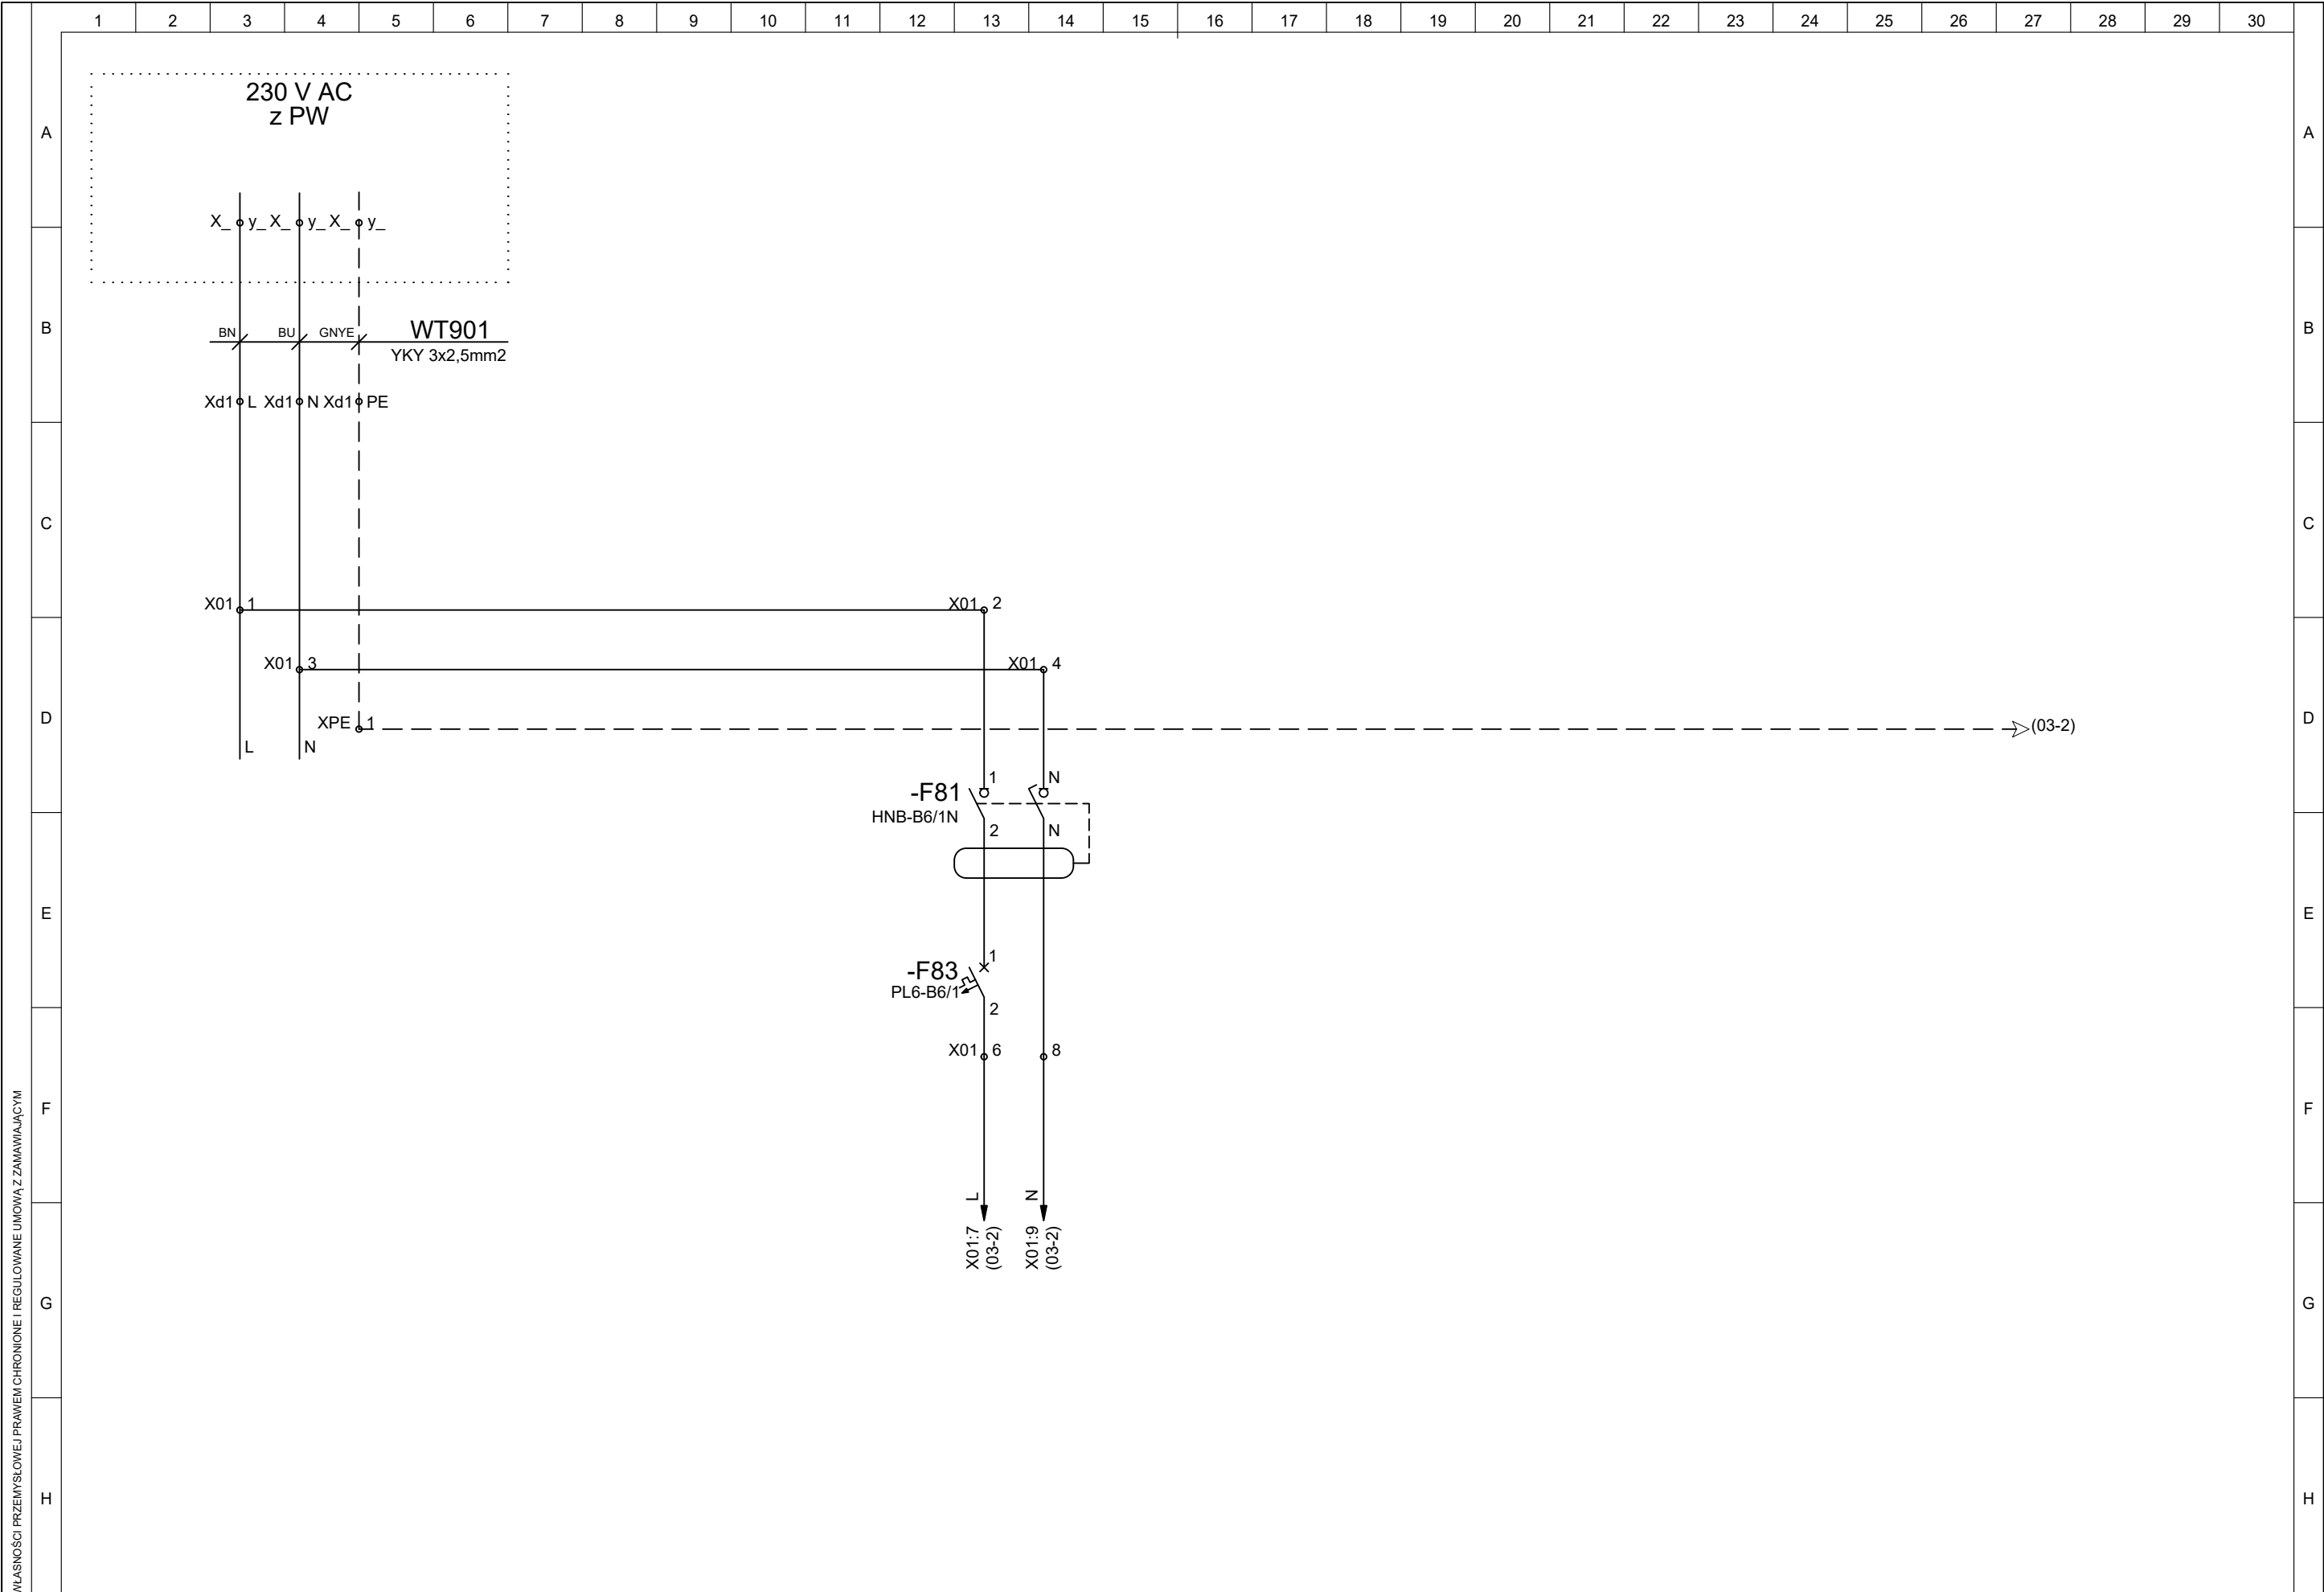 1 2 3 4 5 6 7 8 9 10 11 12 13 14 15 16 17 18 19 20 21 22 23 24 25 26 27 28 29 30
230 V AC
z PW
A A
X_ y_ X_ y_ X_ y_
B B
BN BU GNYE WT901
YKY 3x2,5mm2
Xd1 L Xd1 N Xd1 PE
C C
X01 1 X01 2
X01 3 X01 4
D D
XPE 1 (03-2)
L N
1 N
-F81
HNB-B6/1N
2 N
E E
1
-F83
PL6-B6/1
2
X01 6 8
F F
L N
X01:7
(03-2)
X01:9
(03-2)
G G
H H
WŁASNOŚCI PRZEMYSŁOWEJ PRAWEM CHRONIONE I REGULOWANE UMOWĄ Z ZAMAWIAJĄCYM